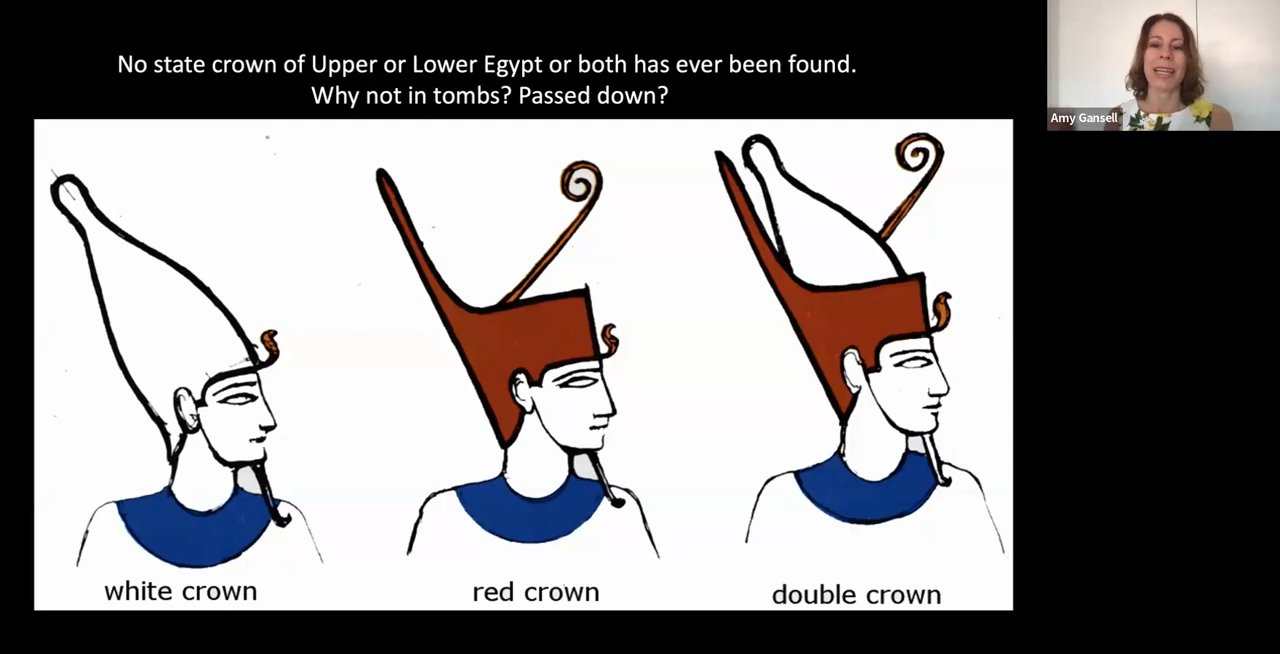 No state crown of Upper or Lower Egypt or both has ever been found.
Why not in tombs? Passed down?
Amy Gansell
white crown
red crown
double crown